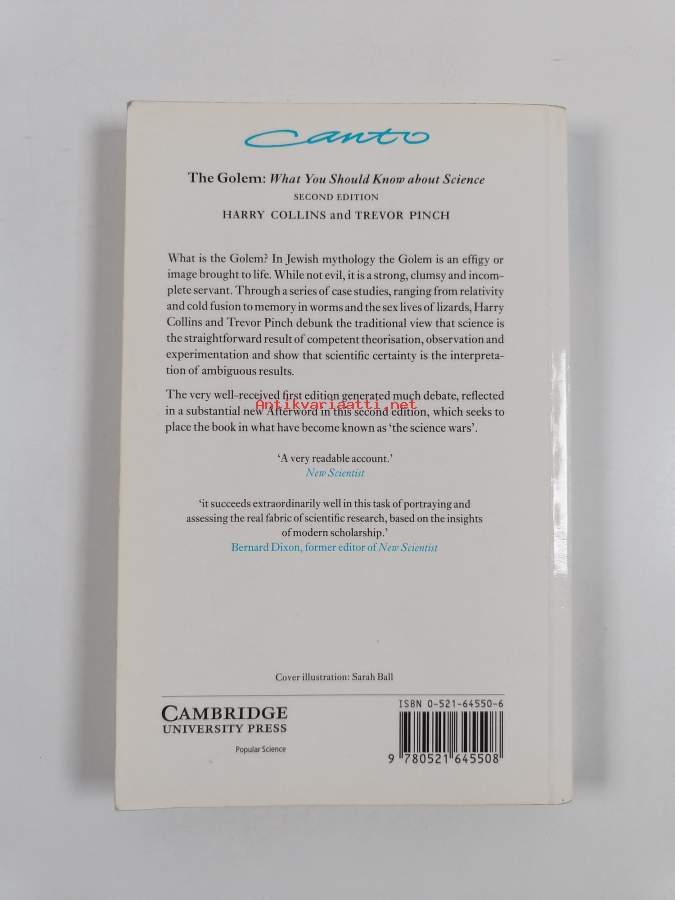 Canto
The Golem: What You Should Know about Science
SECOND EDITION
HARRY COLLINS and TREVOR PINCH
What is the Golem? In Jewish mythology the Golem is an effigy or
image brought to life. While not evil, it is a strong, clumsy and incom-
plete servant. Through a series of case studies, ranging from relativity
and cold fusion to memory in worms and the sex lives of lizards, Harry
Collins and Trevor Pinch debunk the traditional view that science is
the straightforward result of competent theorisation, observation and
experimentation and show that scientific certainty is the interpreta-
tion of ambiguous results.
The very well-received first edition generated much debate, reflected
Antikvariaatti.net
in a substantial new Afterword in this second edition, which seeks to
place the book in what have become known as ‘the science wars’.
‘A very readable account.’
New Scientist
‘it succeeds extraordinarily well in this task of portraying and
assessing the real fabric of scientific research, based on the insights
of modern scholarship.’
Bernard Dixon, former editor of New Scientist
Cover illustration: Sarah Ball
CAMBRIDGE
UNIVERSITY PRESS
Popular Science
ISBN 0-521-64550-6
9 780521 645508